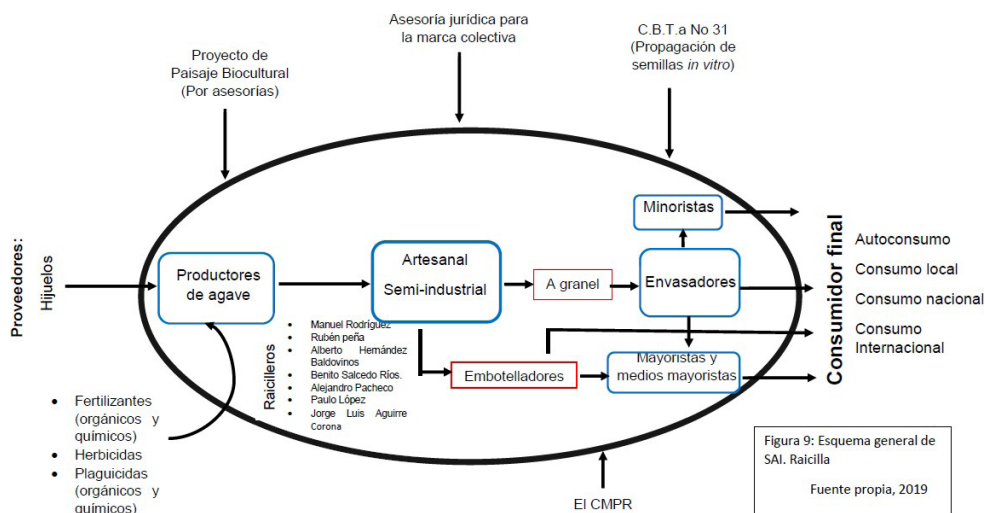 Asesoría jurídica para
la marca colectiva
C.B.T.a No 31
(Propagación de
semillas in vitro)
Proyecto de
Paisaje Biocultural
(Por asesorías)
Proveedores:
Hijuelos
Productores
de agave
Artesanal
Semi-industrial
A granel
Envasadores
Minoristas
Mayoristas y
medios mayoristas
Embotelladores
Raicilleros
• Manuel Rodríguez
• Rubén peña
• Alberto Hernández
Baldovinos
• Benito Salcedo Ríos.
• Alejandro Pacheco
• Paulo López
• Jorge Luis Aguirre
Corona
Consumidor final
Autoconsumo
Consumo local
Consumo nacional
Consumo
Internacional
• Fertilizantes
(orgánicos y
químicos)
• Herbicidas
• Plaguicidas
(orgánicos y
químicos)
El CMPR
Figura 9: Esquema general de
SAI. Raicilla
Fuente propia, 2019